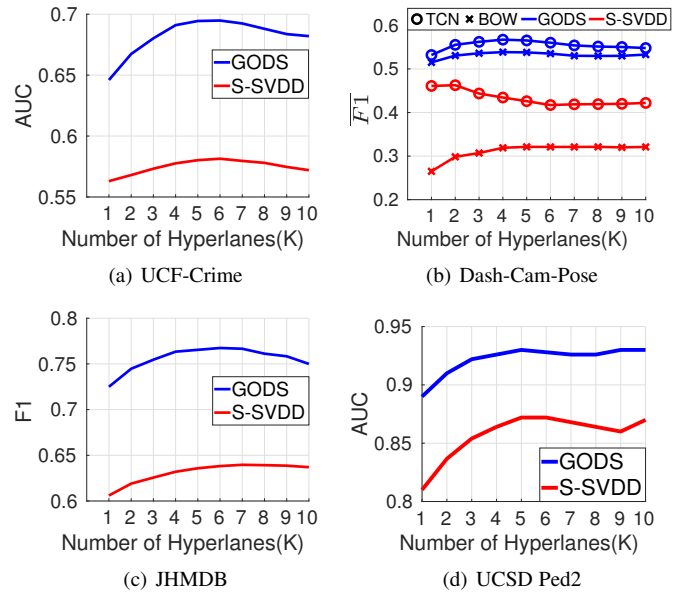 0.7
0.65
0.6
0.55
AUC
GODS
S-SVDD
1 2 3 4 5 6 7 8 9 10
Number of Hyperlanes(K)
(a) UCF-Crime
TCN BOW GODS S-SVDD
0.6
0.5
0.4
0.3
0.2
F1
1 2 3 4 5 6 7 8 9 10
Number of Hyperlanes(K)
(b) Dash-Cam-Pose
0.8
0.75
0.7
0.65
0.6
F1
GODS
S-SVDD
1 2 3 4 5 6 7 8 9 10
Number of Hyperlanes(K)
(c) JHMDB
0.95
0.9
0.85
0.8
AUC
GODS
S-SVDD
1 2 3 4 5 6 7 8 9 10
Number of Hyperlanes(K)
(d) UCSD Ped2